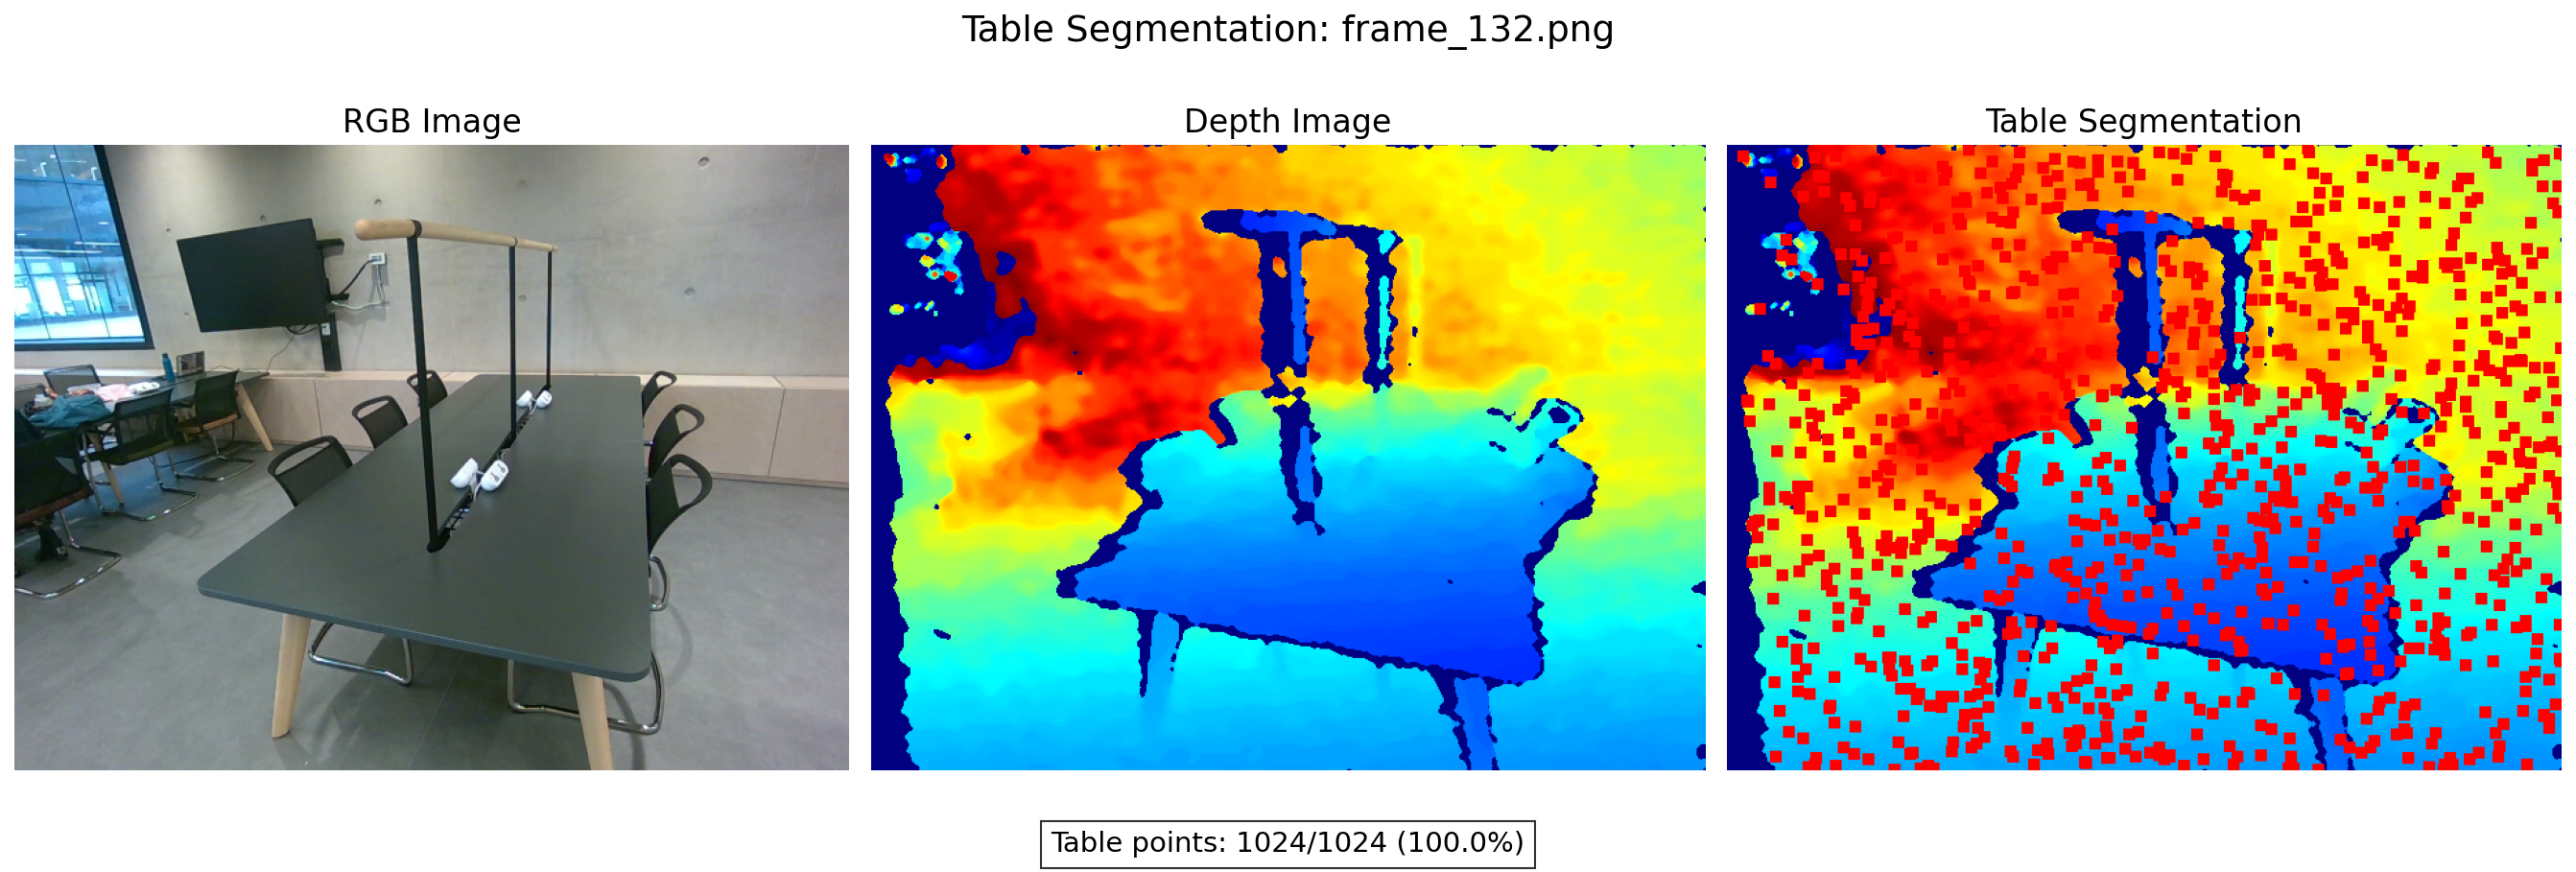 Table Segmentation: frame_132.png
RGB Image
Depth Image
Table Segmentation
Table points: 1024/1024 (100.0%)